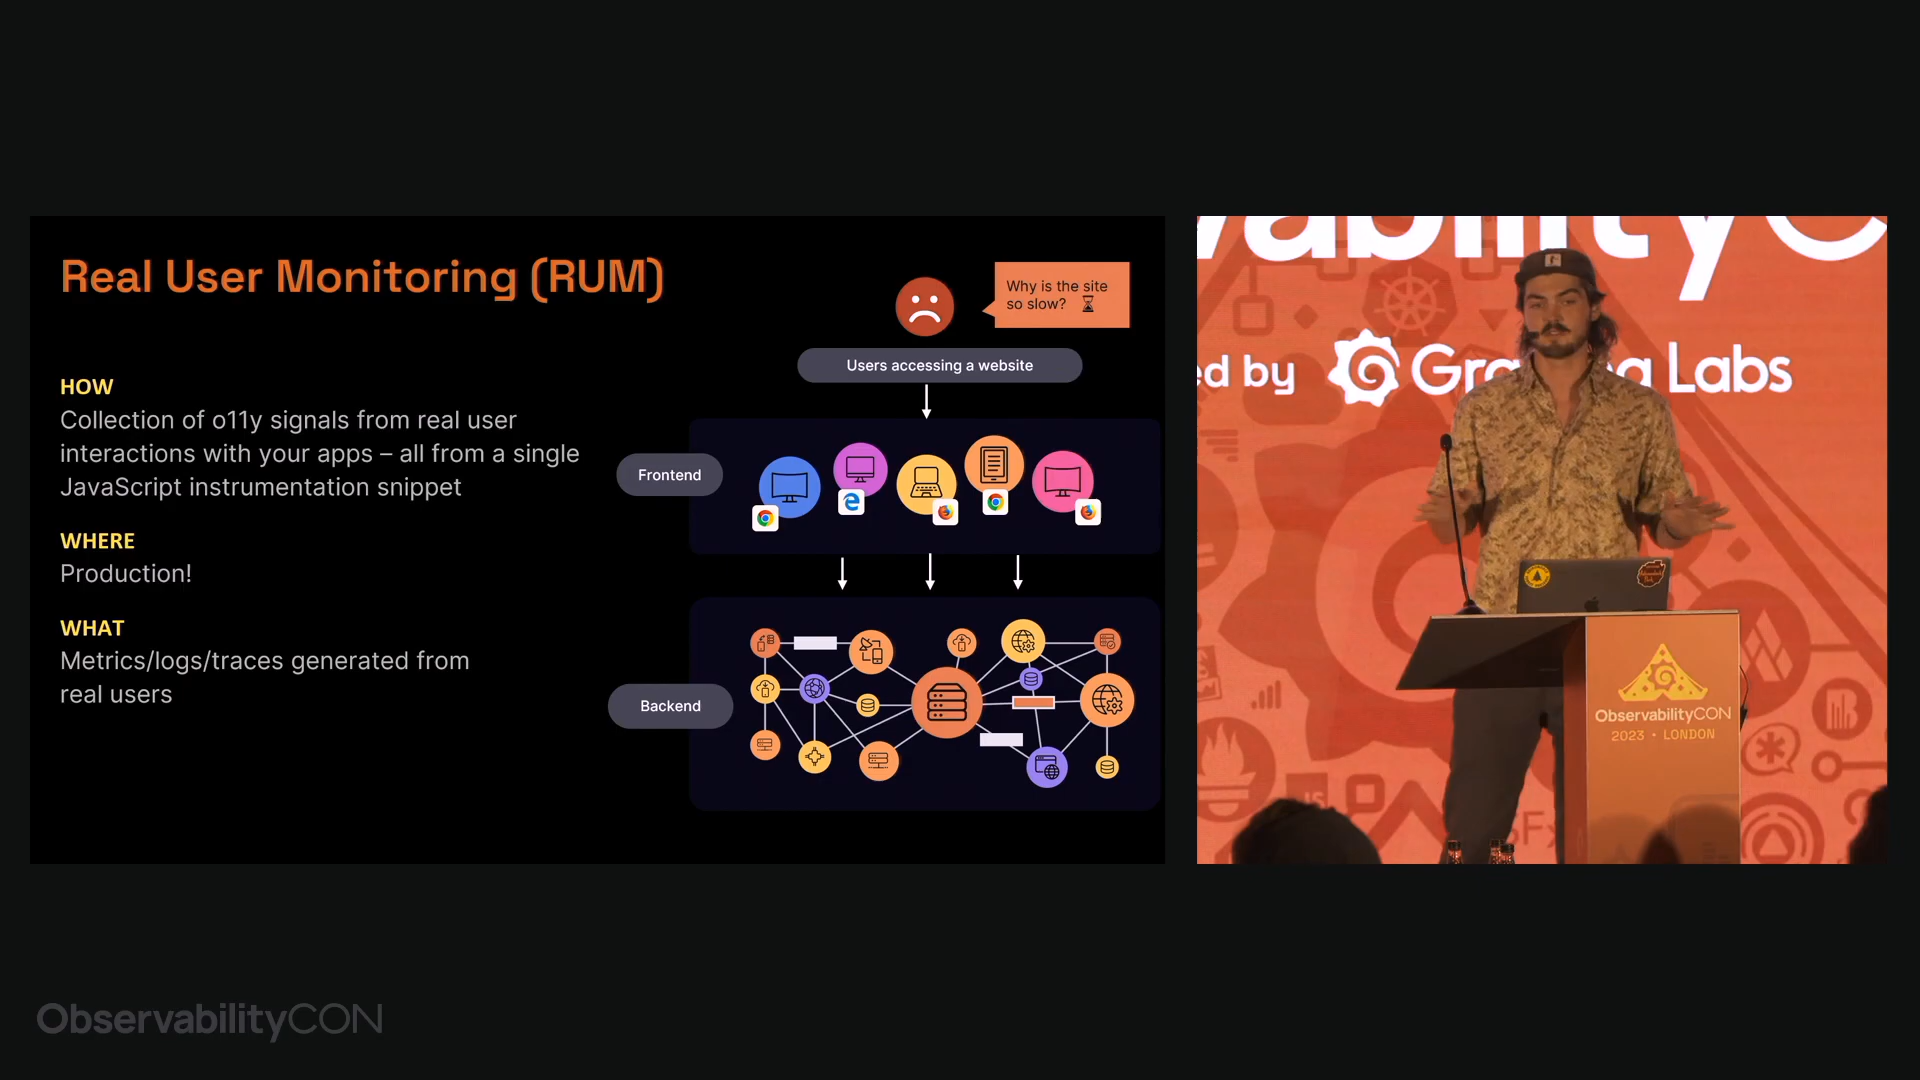 Real User Monitoring (RUM)
HOW
Collection of o11y signals from real user
interactions with your apps – all from a single
JavaScript instrumentation snippet
WHERE
Production!
WHAT
Metrics/logs/traces generated from
real users
Why is the site
so slow?
Users accessing a website
Frontend
Backend
ed by
Labs
ObservabilityCON
2023 • LONDON
ObservabilityCON